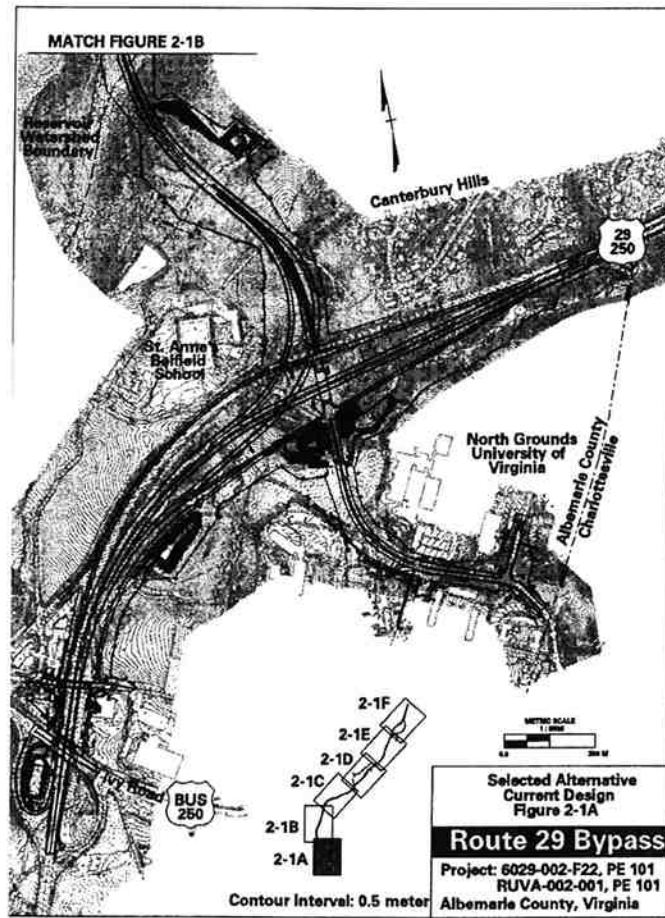 MATCH FIGURE 2-1B
Reservoir
Watershed
Boundary
Canterbury Hills
29
250
St. Anne's
Belfield
School
North Grounds
University of
Virginia
Albemarle County
Charlottesville
2-1F
2-1E
2-1D
2-1C
2-1B
2-1A
METRIC SCALE
Ivy Road
BUS
250
Selected Alternative
Current Design
Figure 2-1A
Route 29 Bypass
Project: 6029-002-F22, PE 101
RUVA-002-001, PE 101
Albemarle County, Virginia
Contour Interval: 0.5 meter